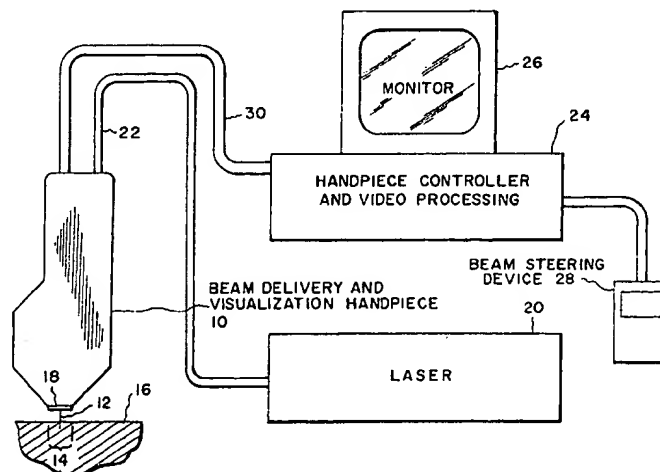 MONITOR
26
22
30
24
HANDPIECE CONTROLLER
AND VIDEO PROCESSING
BEAM STEERING
DEVICE 28
BEAM DELIVERY AND
VISUALIZATION HANDPIECE
10
20
LASER
18
16
12
14